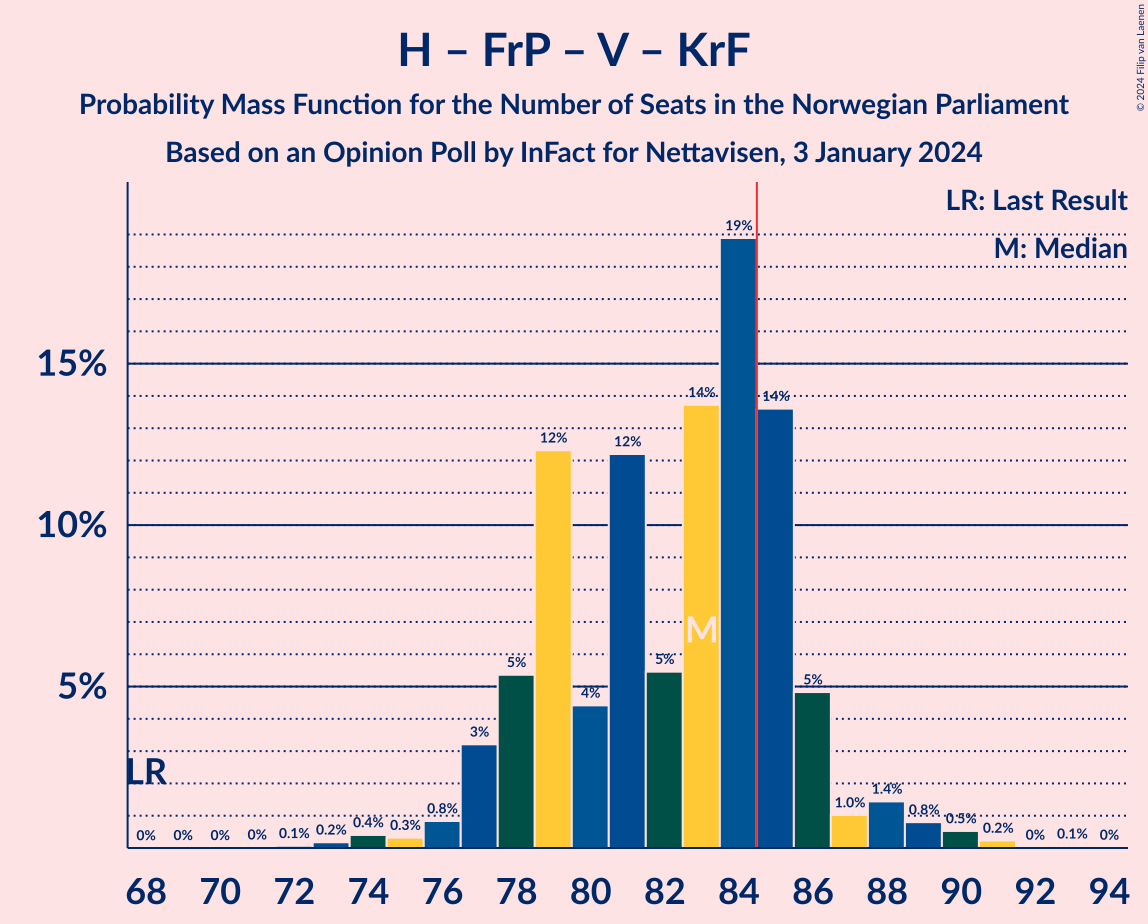 H – FrP – V – KrF
Probability Mass Function for the Number of Seats in the Norwegian Parliament
Based on an Opinion Poll by InFact for Nettavisen, 3 January 2024
© 2024 Filip van Laenen
LR: Last Result
M: Median
15%
10%
5%
LR
M
0% 0% 0% 0% 0.1% 0.2% 0.4% 0.3% 0.8% 3% 5% 12% 4% 12% 5% 14% 19% 14% 5% 1.0% 1.4% 0.8% 0.5% 0.2% 0% 0.1% 0%
68 70 72 74 76 78 80 82 84 86 88 90 92 94